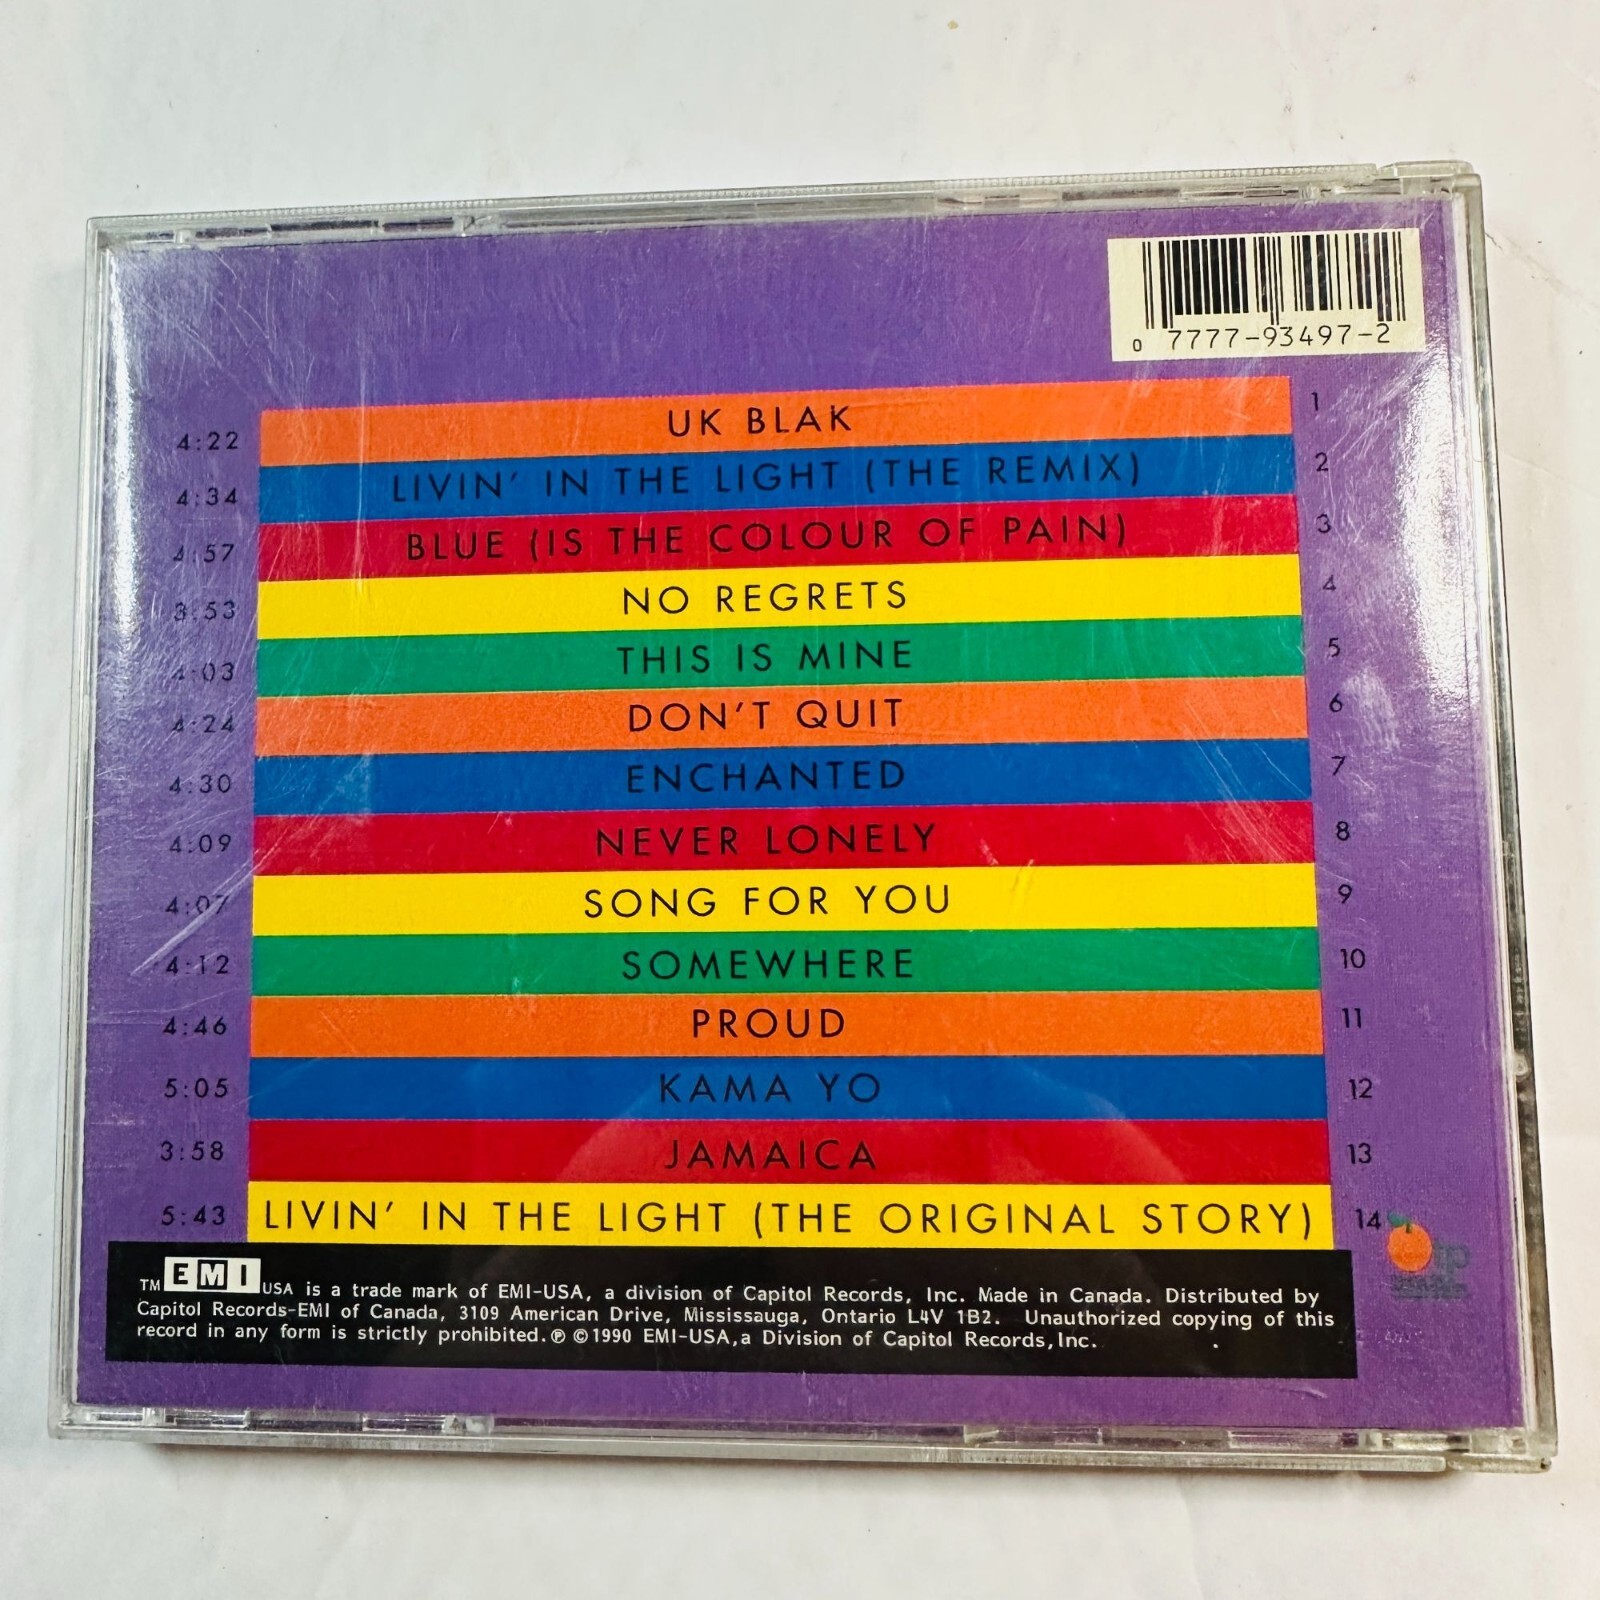 0 7777-93497-2
4:22 UK BLAK 1
4:34 LIVIN' IN THE LIGHT (THE REMIX) 2
4:57 BLUE (IS THE COLOUR OF PAIN) 3
3:53 NO REGRETS 4
4:03 THIS IS MINE 5
4:24 DON'T QUIT 6
4:30 ENCHANTED 7
4:09 NEVER LONELY 8
4:07 SONG FOR YOU 9
4:12 SOMEWHERE 10
4:46 PROUD 11
5:05 KAMA YO 12
3:58 JAMAICA 13
5:43 LIVIN' IN THE LIGHT (THE ORIGINAL STORY) 14
TM EMI USA is a trade mark of EMI-USA, a division of Capitol Records, Inc. Made in Canada. Distributed by
Capitol Records-EMI of Canada, 3109 American Drive, Mississauga, Ontario L4V 1B2. Unauthorized copying of this
record in any form is strictly prohibited. ℗ © 1990 EMI-USA, a Division of Capitol Records, Inc.